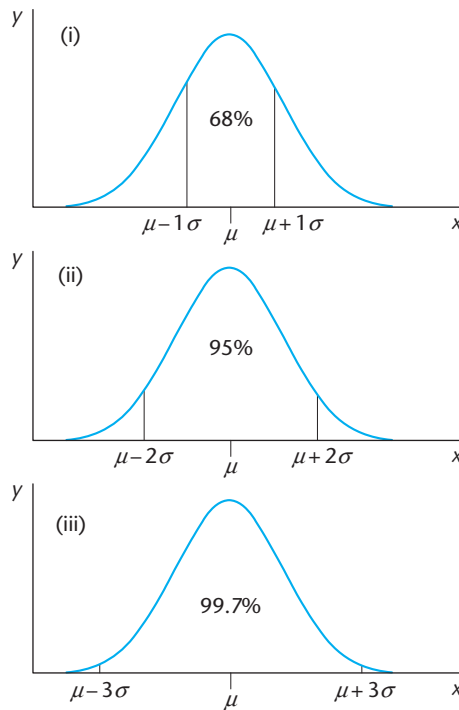 y
(i)
68%
μ−1σ μ μ+1σ x
y
(ii)
95%
μ−2σ μ μ+2σ x
y
(iii)
99.7%
μ−3σ μ μ+3σ x